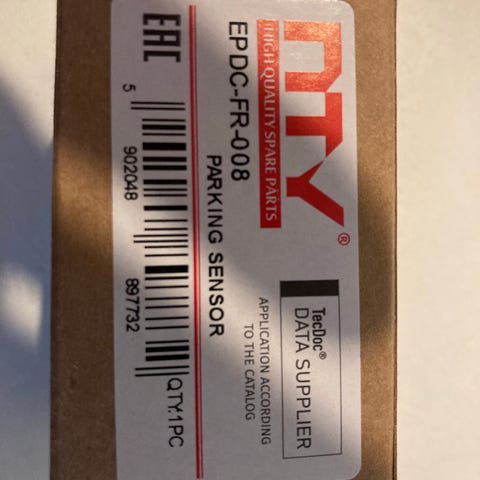 NTY®
HIGH QUALITY SPARE PARTS
TecDoc®
DATA SUPPLIER
EPDC-FR-008
APPLICATION ACCORDING
TO THE CATALOG
PARKING SENSOR
EAC
5 902048 897732
QTY:1PC